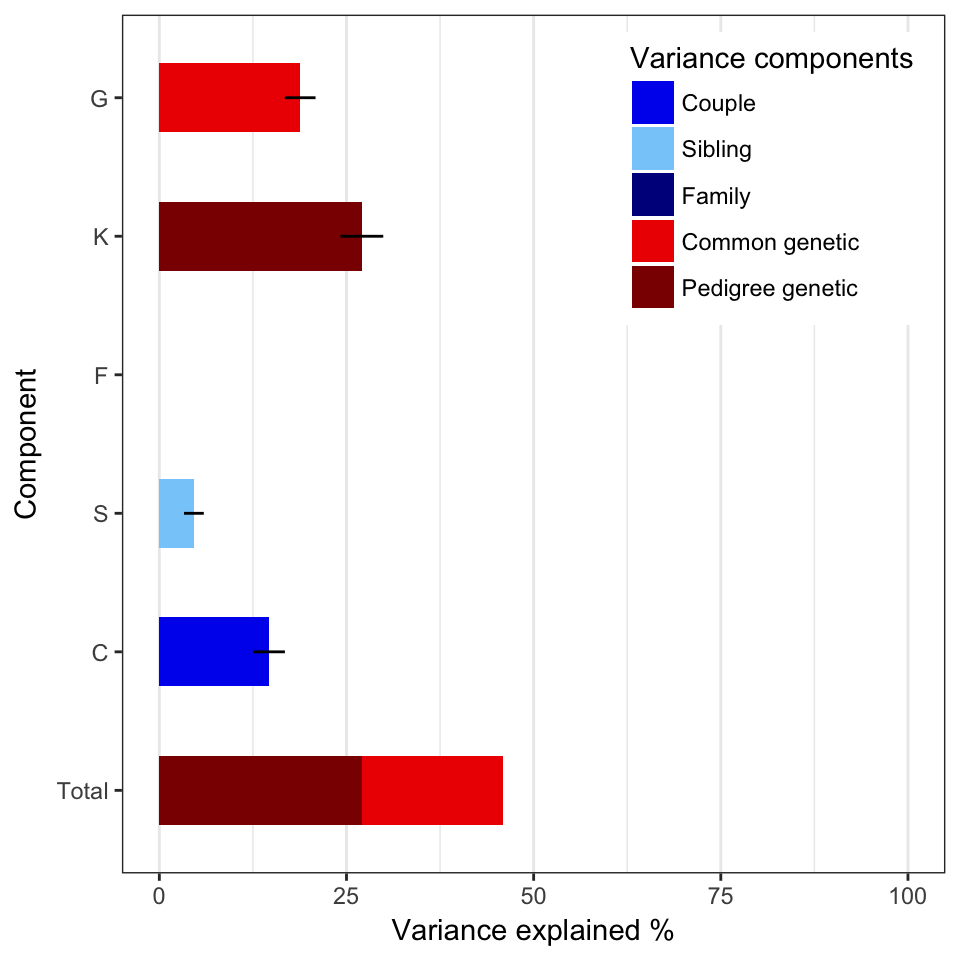 Variance components
Couple
Sibling
Family
Common genetic
Pedigree genetic
G
K
F
S
C
Total
Component
0 25 50 75 100
Variance explained %